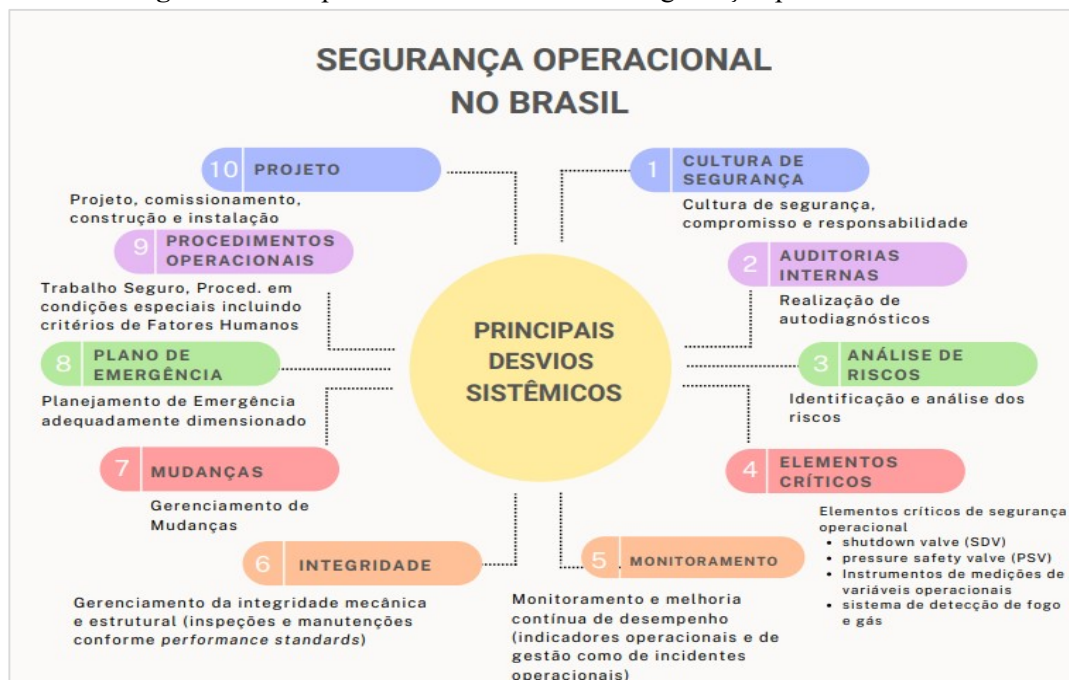 SEGURANÇA OPERACIONAL
NO BRASIL
10 PROJETO
Projeto, comissionamento,
construção e instalação
9 PROCEDIMENTOS
OPERACIONAIS
Trabalho Seguro, Proced. em
condições especiais incluindo
critérios de Fatores Humanos
8 PLANO DE
EMERGÊNCIA
Planejamento de Emergência
adequadamente dimensionado
7 MUDANÇAS
Gerenciamento de
Mudanças
6 INTEGRIDADE
Gerenciamento da integridade mecânica
e estrutural (inspeções e manutenções
conforme performance standards)
PRINCIPAIS
DESVIOS
SISTÊMICOS
1 CULTURA DE
SEGURANÇA
Cultura de segurança,
compromisso e responsabilidade
2 AUDITORIAS
INTERNAS
Realização de
autodiagnósticos
3 ANÁLISE DE
RISCOS
Identificação e análise dos
riscos
4 ELEMENTOS
CRÍTICOS
Elementos críticos de segurança
operacional
• shutdown valve (SDV)
• pressure safety valve (PSV)
• Instrumentos de medições de
variáveis operacionais
• sistema de detecção de fogo
e gás
5 MONITORAMENTO
Monitoramento e melhoria
contínua de desempenho
(indicadores operacionais e de
gestão como de incidentes
operacionais)